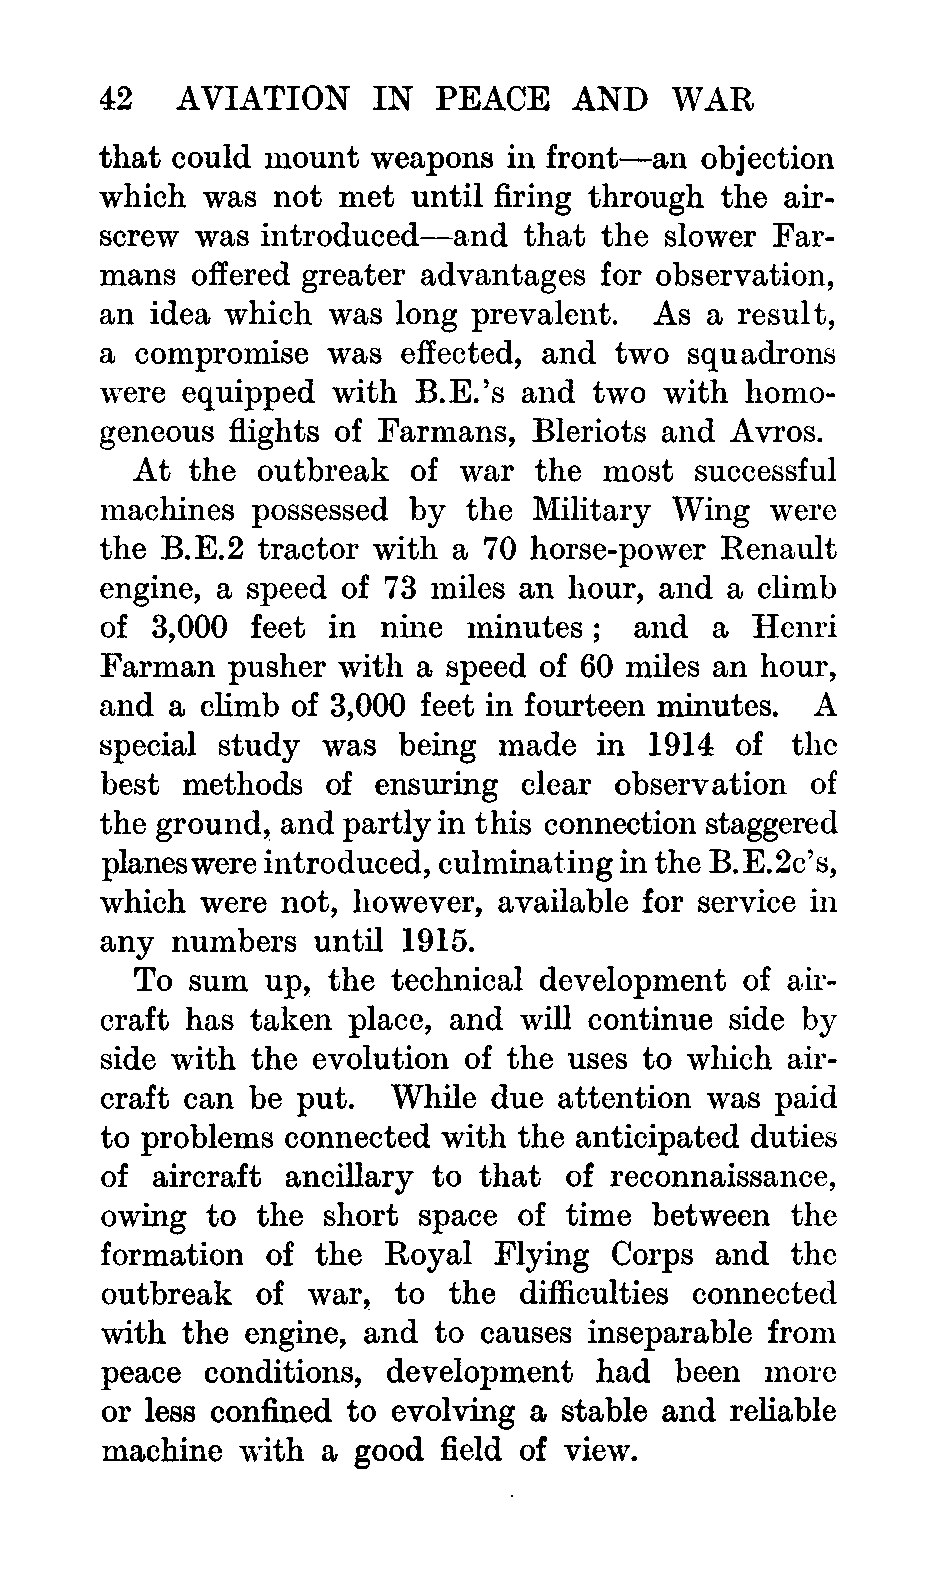 42 AVIATION IN PEACE AND WAR
that could mount weapons in front—an objection
which was not met until firing through the air-
screw was introduced—and that the slower Far-
mans offered greater advantages for observation,
an idea which was long prevalent. As a result,
a compromise was effected, and two squadrons
were equipped with B.E.'s and two with homo-
geneous flights of Farmans, Bleriots and Avros.
At the outbreak of war the most successful
machines possessed by the Military Wing were
the B.E.2 tractor with a 70 horse-power Renault
engine, a speed of 73 miles an hour, and a climb
of 3,000 feet in nine minutes ; and a Henri
Farman pusher with a speed of 60 miles an hour,
and a climb of 3,000 feet in fourteen minutes. A
special study was being made in 1914 of the
best methods of ensuring clear observation of
the ground, and partly in this connection staggered
planes were introduced, culminating in the B.E.2c's,
which were not, however, available for service in
any numbers until 1915.
To sum up, the technical development of air-
craft has taken place, and will continue side by
side with the evolution of the uses to which air-
craft can be put. While due attention was paid
to problems connected with the anticipated duties
of aircraft ancillary to that of reconnaissance,
owing to the short space of time between the
formation of the Royal Flying Corps and the
outbreak of war, to the difficulties connected
with the engine, and to causes inseparable from
peace conditions, development had been more
or less confined to evolving a stable and reliable
machine with a good field of view.